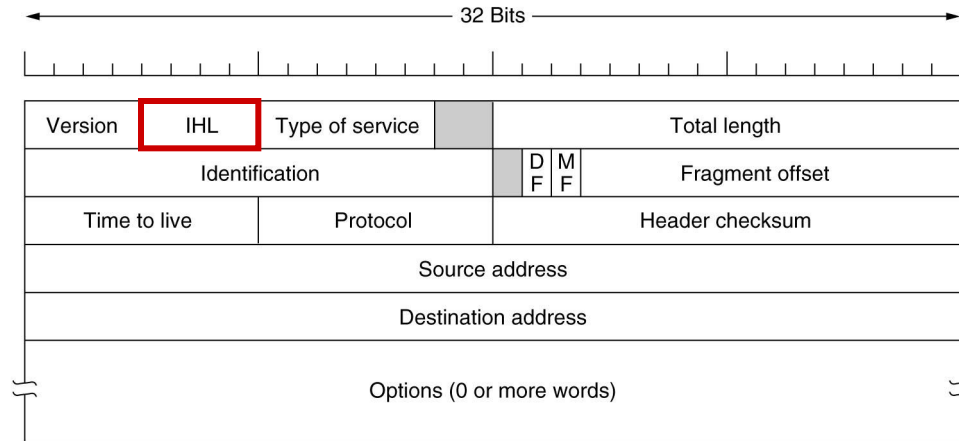 32 Bits
Version IHL Type of service Total length
Identification D F M F Fragment offset
Time to live Protocol Header checksum
Source address
Destination address
Options (0 or more words)